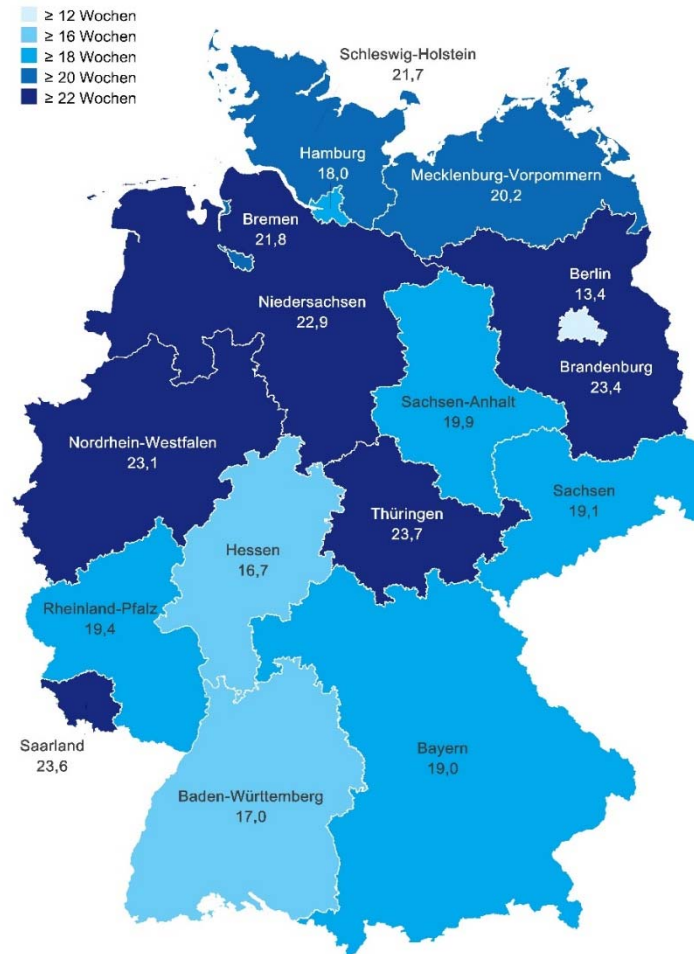 ≥ 12 Wochen
≥ 16 Wochen
≥ 18 Wochen
≥ 20 Wochen
≥ 22 Wochen
Schleswig-Holstein
21,7
Hamburg
18,0
Mecklenburg-Vorpommern
20,2
Bremen
21,8
Berlin
13,4
Niedersachsen
22,9
Brandenburg
23,4
Sachsen-Anhalt
19,9
Nordrhein-Westfalen
23,1
Sachsen
19,1
Thüringen
23,7
Hessen
16,7
Rheinland-Pfalz
19,4
Saarland
23,6
Bayern
19,0
Baden-Württemberg
17,0